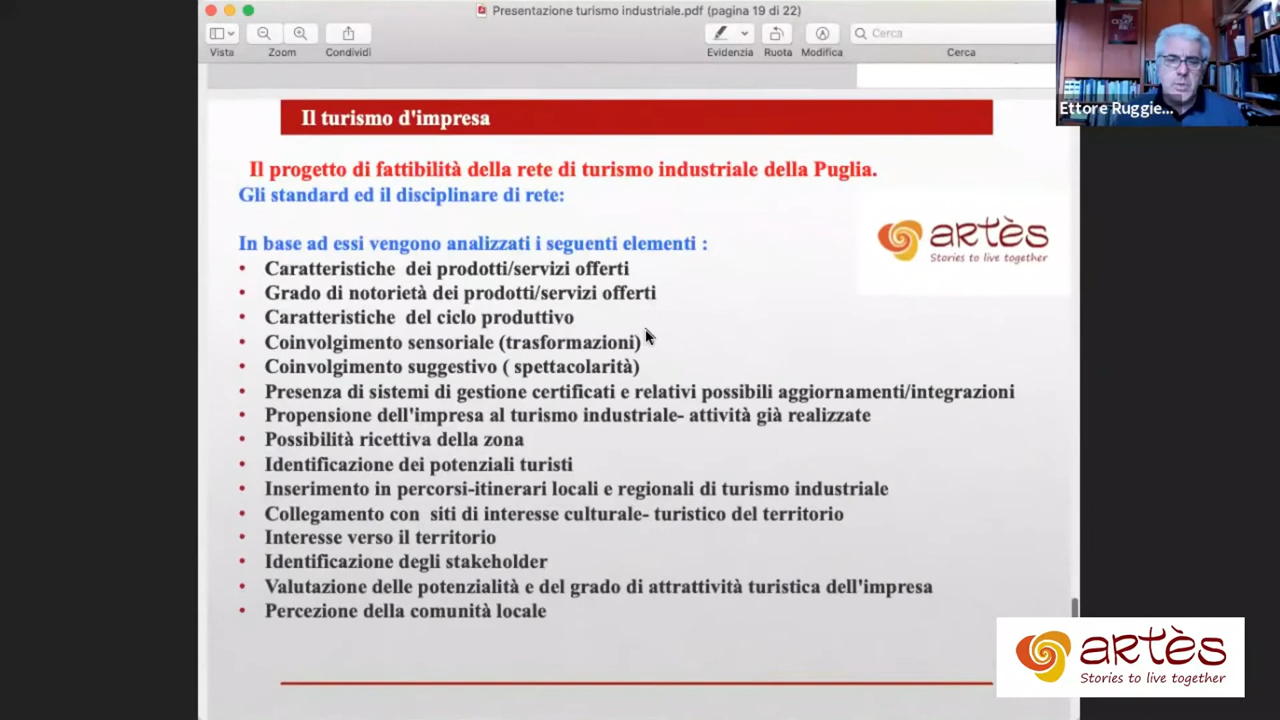 Presentazione turismo industriale.pdf (pagina 19 di 22)
Cerca
Vista
Zoom
Condividi
Evidenzia
Ruota
Modifica
Cerca
Ettore Ruggie...
Il turismo d'impresa
Il progetto di fattibilità della rete di turismo industriale della Puglia.
Gli standard ed il disciplinare di rete:
artès
Stories to live together
In base ad essi vengono analizzati i seguenti elementi :
• Caratteristiche dei prodotti/servizi offerti
• Grado di notorietà dei prodotti/servizi offerti
• Caratteristiche del ciclo produttivo
• Coinvolgimento sensoriale (trasformazioni)
• Coinvolgimento suggestivo ( spettacolarità)
• Presenza di sistemi di gestione certificati e relativi possibili aggiornamenti/integrazioni
• Propensione dell'impresa al turismo industriale- attività già realizzate
• Possibilità ricettiva della zona
• Identificazione dei potenziali turisti
• Inserimento in percorsi-itinerari locali e regionali di turismo industriale
• Collegamento con siti di interesse culturale- turistico del territorio
• Interesse verso il territorio
• Identificazione degli stakeholder
• Valutazione delle potenzialità e del grado di attrattività turistica dell'impresa
• Percezione della comunità locale
artès
Stories to live together